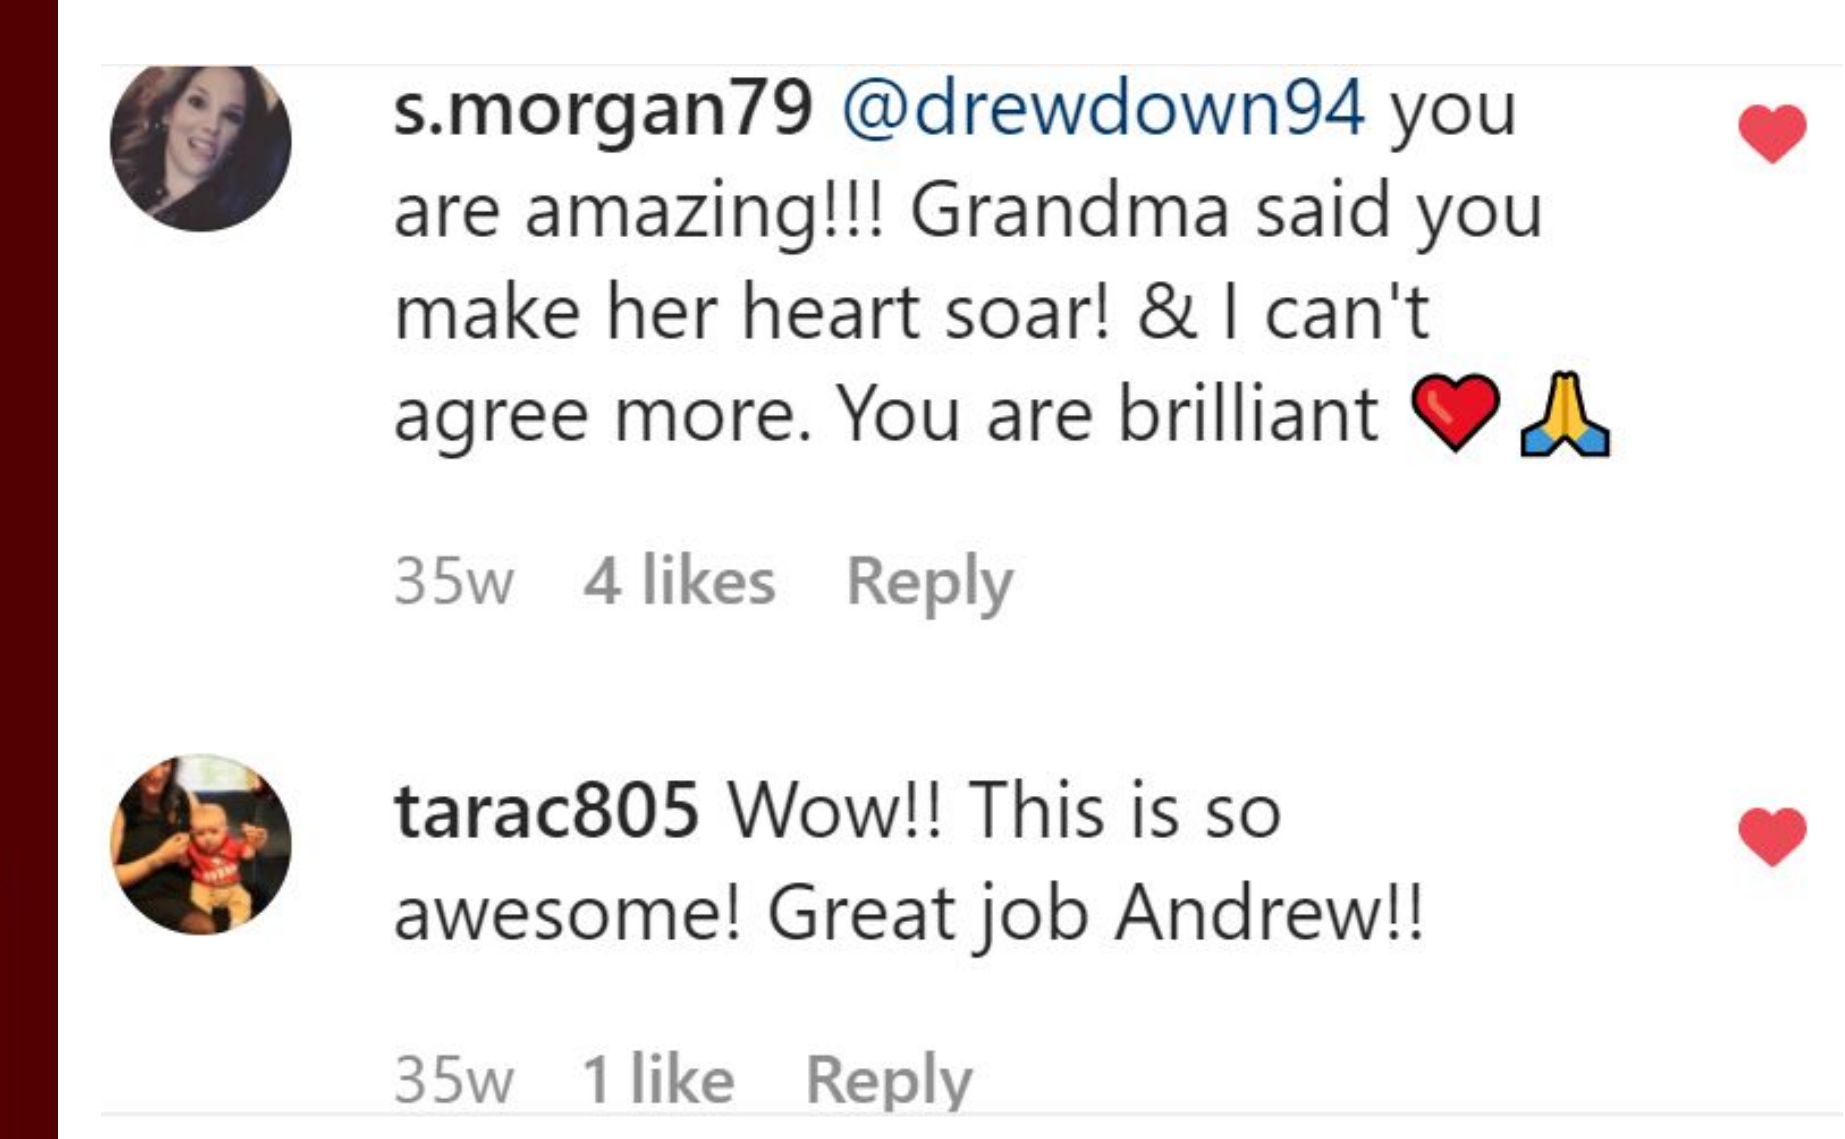 s.morgan79 @drewdown94 you
are amazing!!! Grandma said you
make her heart soar! & I can't
agree more. You are brilliant ❤️🙏
35w 4 likes Reply
tarac805 Wow!! This is so
awesome! Great job Andrew!!
35w 1 like Reply